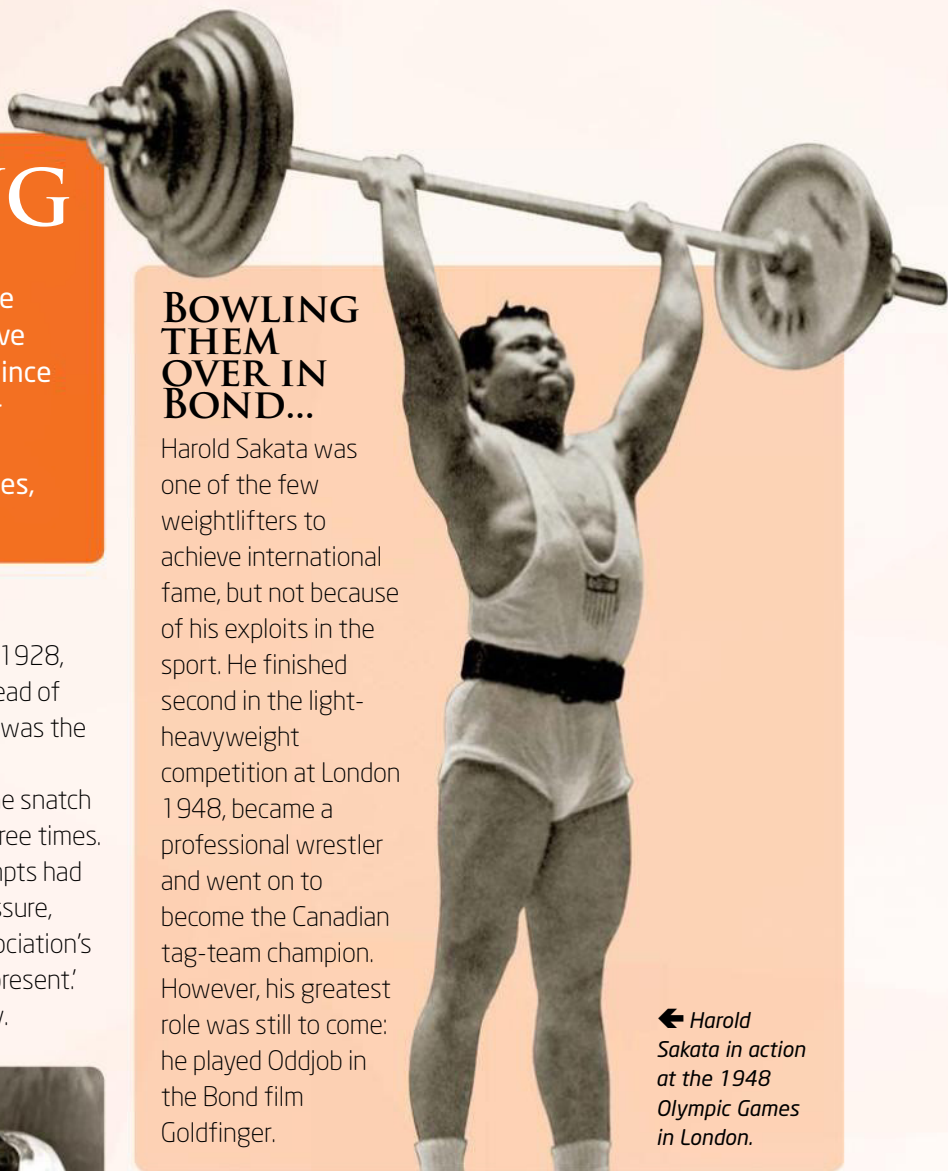 NG
e
ve
ince
r
es,
1928,
ead of
was the
e snatch
ree times.
pts had
ssure,
ociation's
present.'
y.
BOWLING
THEM
OVER IN
BOND...
Harold Sakata was
one of the few
weightlifters to
achieve international
fame, but not because
of his exploits in the
sport. He finished
second in the light-
heavyweight
competition at London
1948, became a
professional wrestler
and went on to
become the Canadian
tag-team champion.
However, his greatest
role was still to come:
he played Oddjob in
the Bond film
Goldfinger.
← Harold
Sakata in action
at the 1948
Olympic Games
in London.